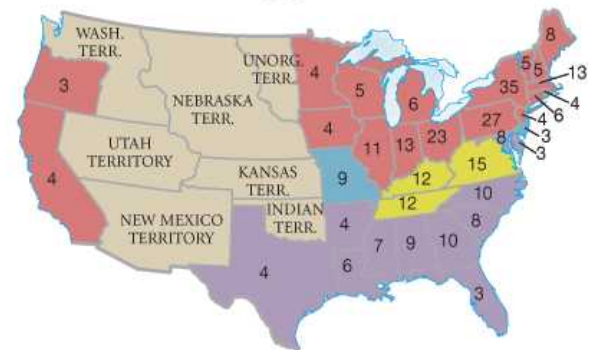 WASH.
TERR.
8
UNORG.
TERR.
4
5
5
13
3
5
6
35
4
6
NEBRASKA
TERR.
4
27
4
8
3
3
11
13
23
UTAH
TERRITORY
4
KANSAS
TERR.
9
12
15
12
10
NEW MEXICO
TERRITORY
INDIAN
TERR.
4
8
7
9
10
4
6
3